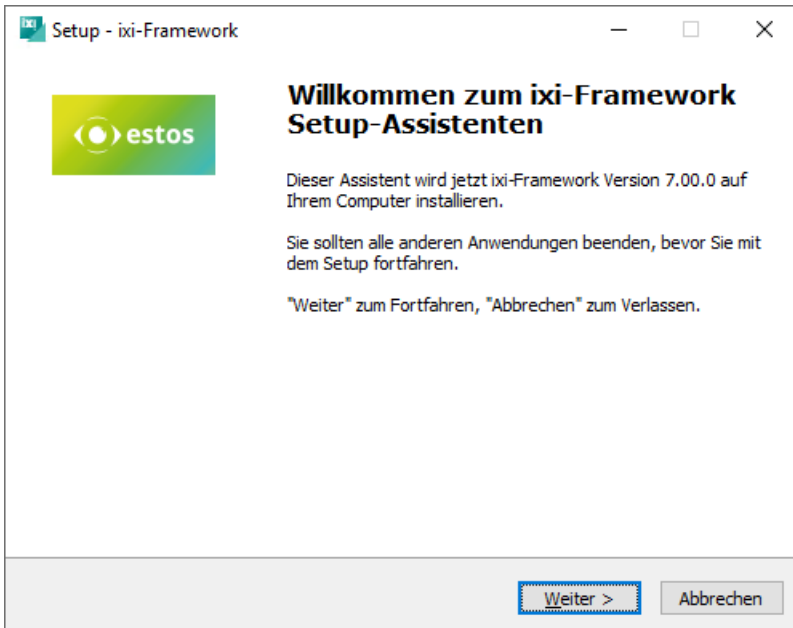 ixi
Setup - ixi-Framework
estos
Willkommen zum ixi-Framework
Setup-Assistenten
Dieser Assistent wird jetzt ixi-Framework Version 7.00.0 auf
Ihrem Computer installieren.
Sie sollten alle anderen Anwendungen beenden, bevor Sie mit
dem Setup fortfahren.
"Weiter" zum Fortfahren, "Abbrechen" zum Verlassen.
Weiter >
Abbrechen